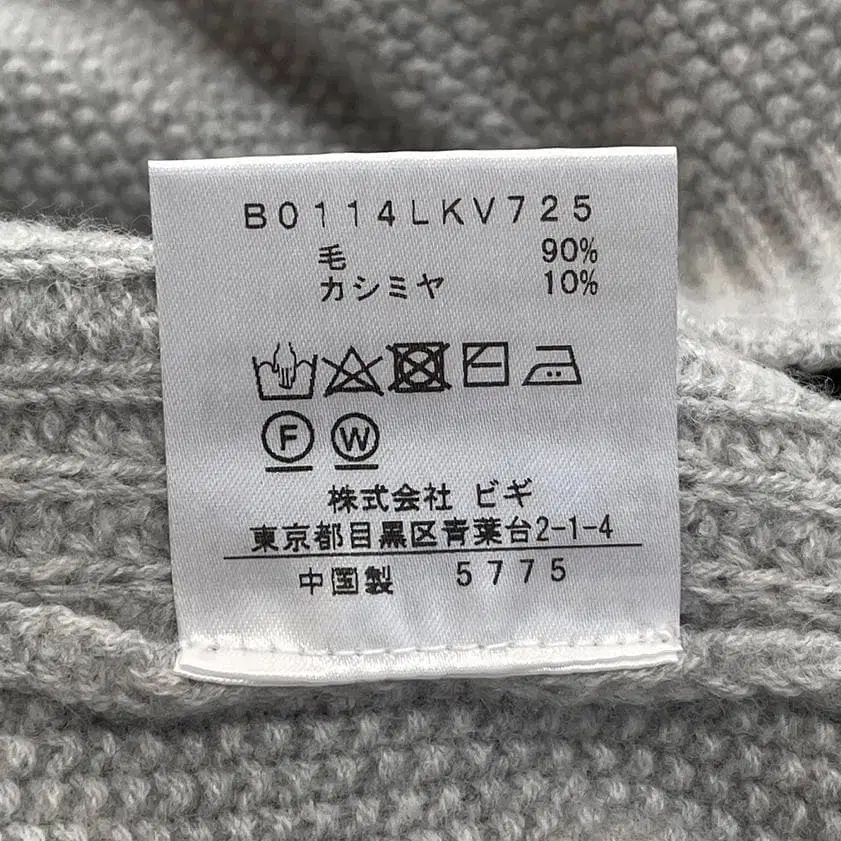 B0114LKV725
毛 90%
カシミヤ 10%
F W
株式会社 ビギ
東京都目黒区青葉台2-1-4
中国製 5775